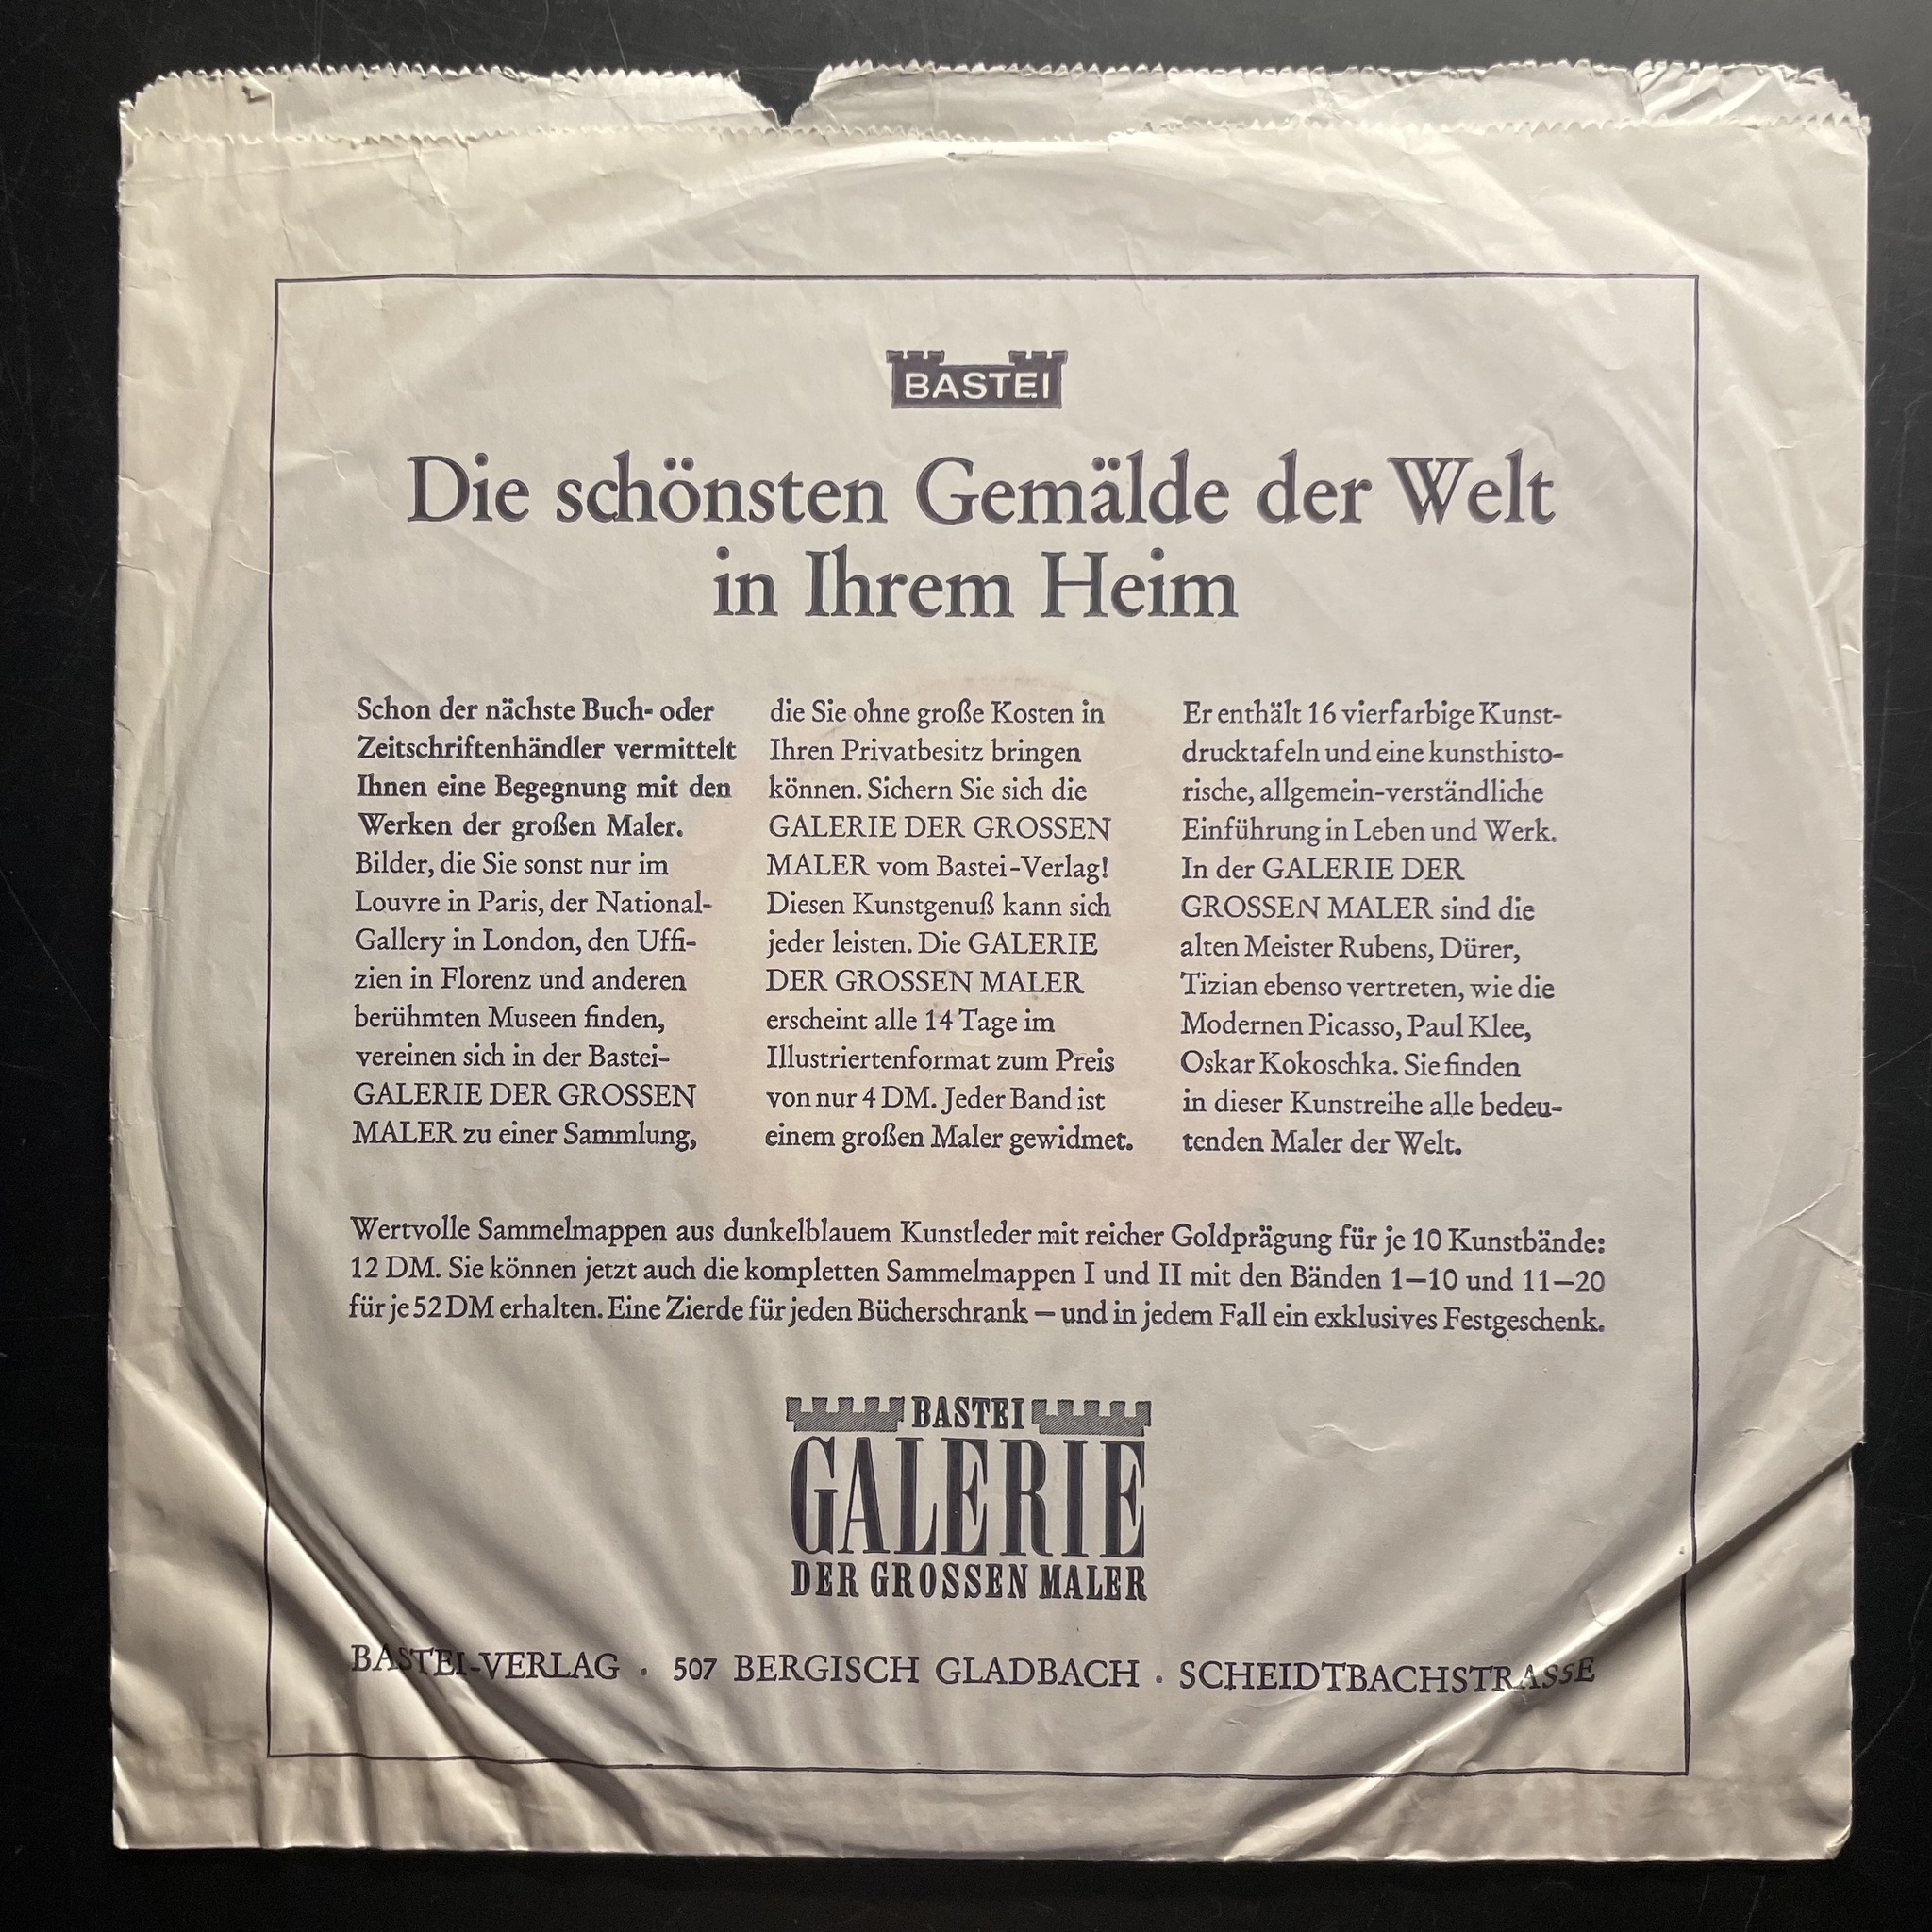 BASTEI
Die schönsten Gemälde der Welt
in Ihrem Heim
Schon der nächste Buch- oder
Zeitschriftenhändler vermittelt
Ihnen eine Begegnung mit den
Werken der großen Maler.
Bilder, die Sie sonst nur im
Louvre in Paris, der National-
Gallery in London, den Uffi-
zien in Florenz und anderen
berühmten Museen finden,
vereinen sich in der Bastei-
GALERIE DER GROSSEN
MALER zu einer Sammlung,
die Sie ohne große Kosten in
Ihren Privatbesitz bringen
können. Sichern Sie sich die
GALERIE DER GROSSEN
MALER vom Bastei-Verlag!
Diesen Kunstgenuß kann sich
jeder leisten. Die GALERIE
DER GROSSEN MALER
erscheint alle 14 Tage im
Illustriertenformat zum Preis
von nur 4 DM. Jeder Band ist
einem großen Maler gewidmet.
Er enthält 16 vierfarbige Kunst-
drucktafeln und eine kunsthisto-
rische, allgemein-verständliche
Einführung in Leben und Werk.
In der GALERIE DER
GROSSEN MALER sind die
alten Meister Rubens, Dürer,
Tizian ebenso vertreten, wie die
Modernen Picasso, Paul Klee,
Oskar Kokoschka. Sie finden
in dieser Kunstreihe alle bedeu-
tenden Maler der Welt.
Wertvolle Sammelmappen aus dunkelblauem Kunstleder mit reicher Goldprägung für je 10 Kunstbände:
12 DM. Sie können jetzt auch die kompletten Sammelmappen I und II mit den Bänden 1—10 und 11—20
für je 52 DM erhalten. Eine Zierde für jeden Bücherschrank — und in jedem Fall ein exklusives Festgeschenk.
BASTEI
GALERIE
DER GROSSEN MALER
BASTEI-VERLAG · 507 BERGISCH GLADBACH · SCHEIDTBACHSTRASSE